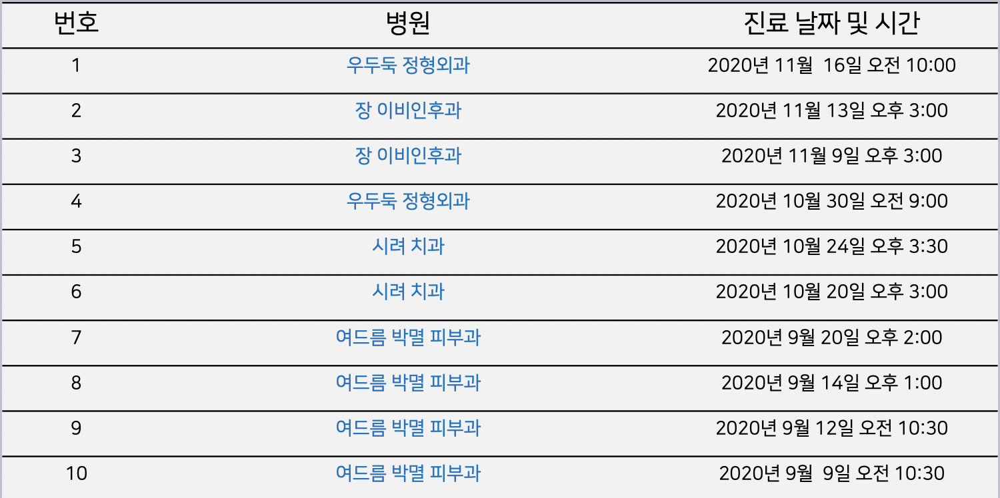 번호 병원 진료 날짜 및 시간
1 우두둑 정형외과 2020년 11월  16일 오전 10:00
2 장 이비인후과 2020년 11월 13일 오후 3:00
3 장 이비인후과 2020년 11월 9일 오후 3:00
4 우두둑 정형외과 2020년 10월 30일 오전 9:00
5 시려 치과 2020년 10월 24일 오후 3:30
6 시려 치과 2020년 10월 20일 오후 3:00
7 여드름 박멸 피부과 2020년 9월 20일 오후 2:00
8 여드름 박멸 피부과 2020년 9월 14일 오후 1:00
9 여드름 박멸 피부과 2020년 9월 12일 오전 10:30
10 여드름 박멸 피부과 2020년 9월  9일 오전 10:30